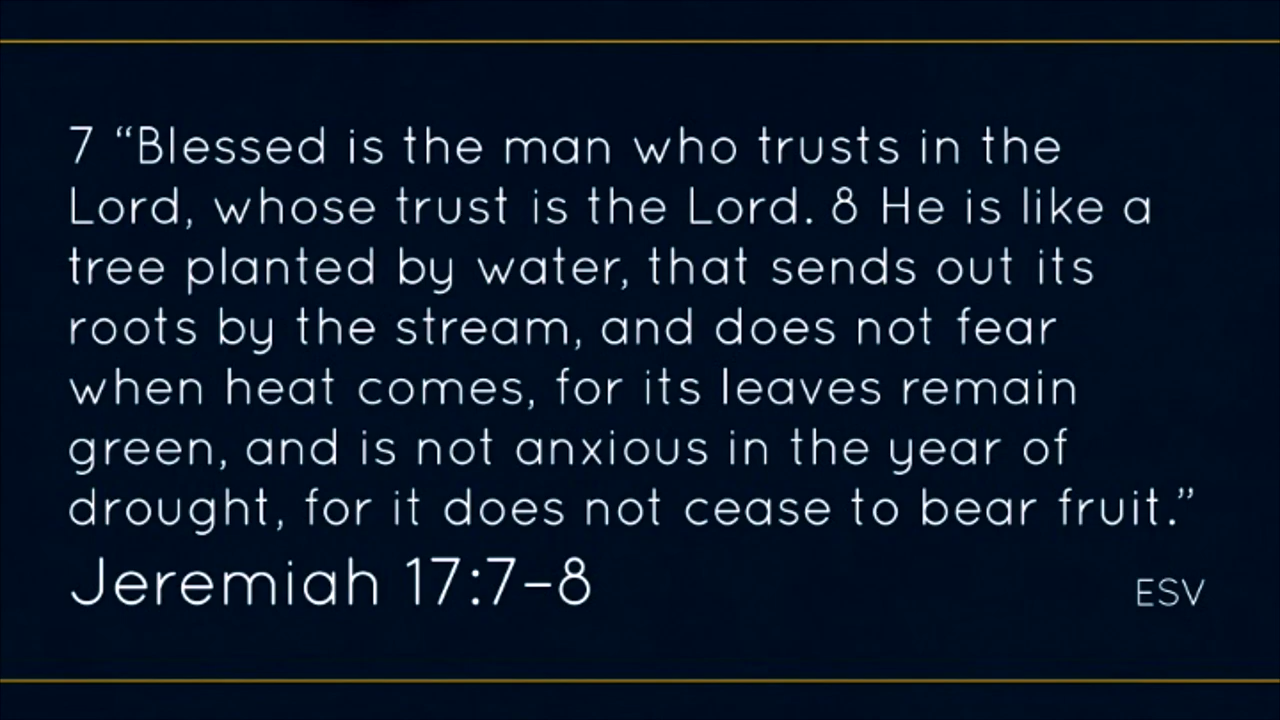 7 “Blessed is the man who trusts in the
Lord, whose trust is the Lord. 8 He is like a
tree planted by water, that sends out its
roots by the stream, and does not fear
when heat comes, for its leaves remain
green, and is not anxious in the year of
drought, for it does not cease to bear fruit.”
Jeremiah 17:7–8
ESV